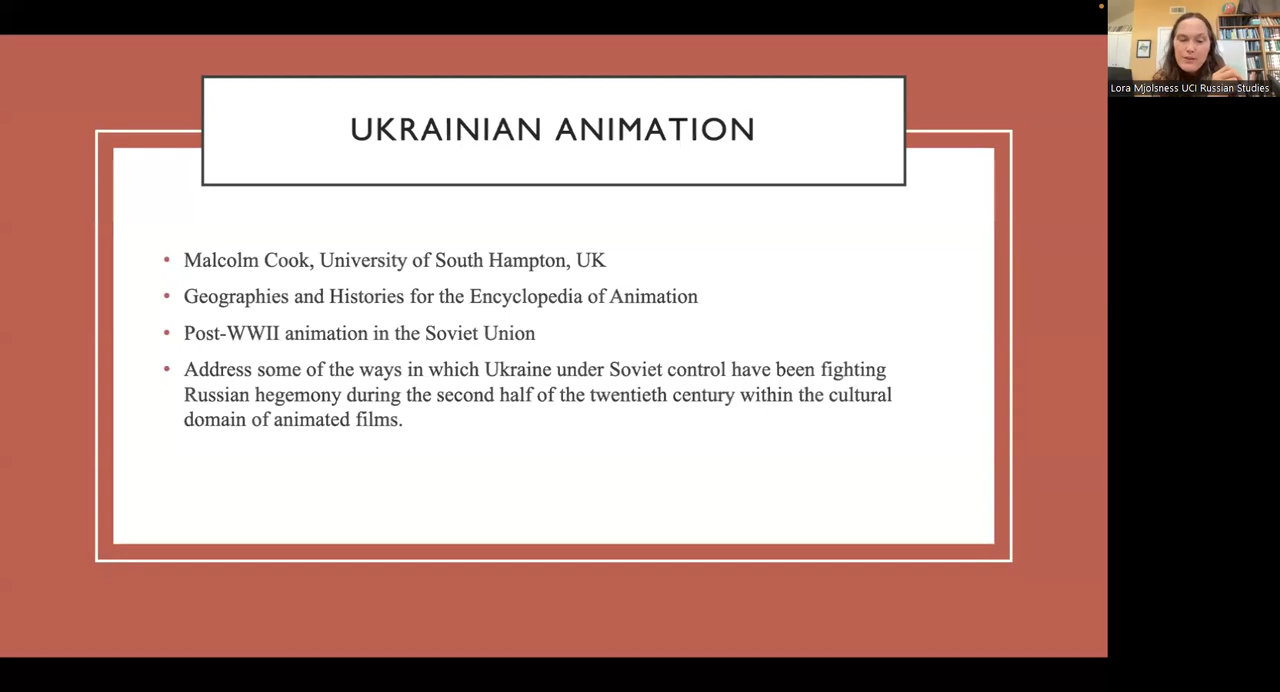 UKRAINIAN ANIMATION
• Malcolm Cook, University of South Hampton, UK
• Geographies and Histories for the Encyclopedia of Animation
• Post-WWII animation in the Soviet Union
• Address some of the ways in which Ukraine under Soviet control have been fighting
Russian hegemony during the second half of the twentieth century within the cultural
domain of animated films.
Lora Mjolsness UCI Russian Studies